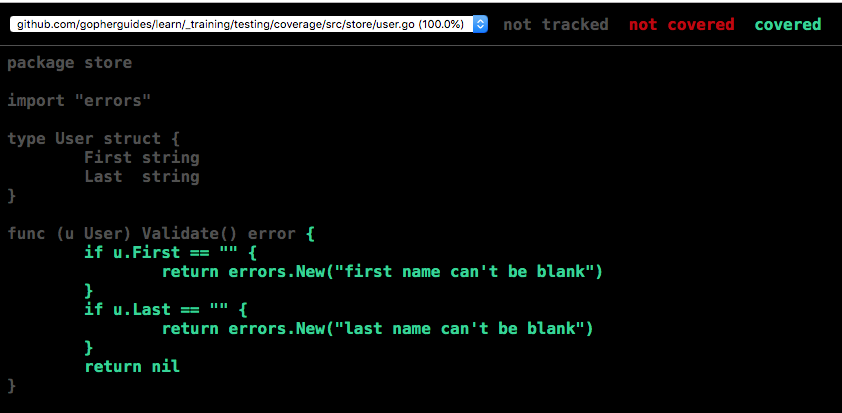 github.com/gopherguides/learn/_training/testing/coverage/src/store/user.go (100.0%) not tracked not covered covered
package store
import "errors"
type User struct {
First string
Last  string
}
func (u User) Validate() error {
if u.First == "" {
return errors.New("first name can't be blank")
}
if u.Last == "" {
return errors.New("last name can't be blank")
}
return nil
}